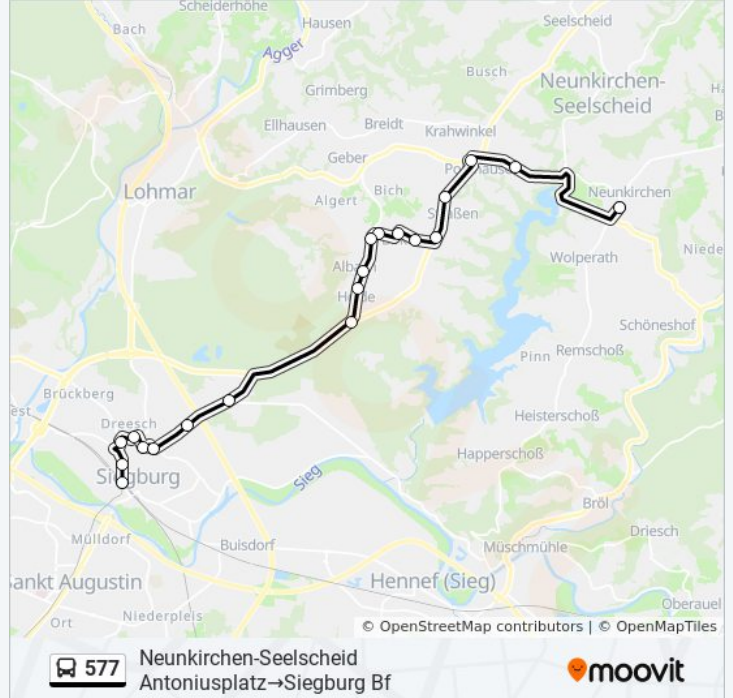 Scheiderhöhe
Bach
Hausen
Seelscheid
Agger
Busch
Neunkirchen-
Seelscheid
Grimberg
Ellhausen
Breidt
Krahwinkel
Geber
Lohmar
Bich
Algert
Neunkirchen
Wolperath
Niede
Schöneshof
Pinn
Remschoß
Brückberg
Heisterschoß
Dreesch
Happerschoß
Siegburg
Sieg
Bröl
Mülldorf
Buisdorf
Müschmühle
Driesch
ankt Augustin
Hennef (Sieg)
Niederpleis
Oberauel
Ort
© OpenStreetMap contributors | © OpenMapTiles
577
Neunkirchen-Seelscheid
Antoniusplatz→Siegburg Bf
moovit